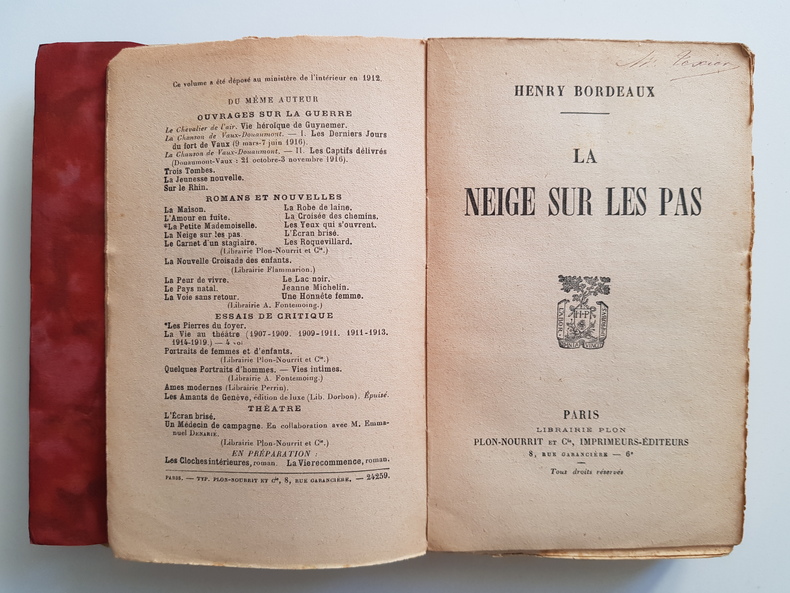 Ce volume a été déposé au ministère de l'intérieur en 1912.
DU MÊME AUTEUR
OUVRAGES SUR LA GUERRE
Le Chevalier de l'air. Vie héroïque de Guynemer.
La Chanson de Vaux-Douaumont. — I. Les Derniers Jours
du fort de Vaux (9 mars-7 juin 1916).
La Chanson de Vaux-Douaumont. — II. Les Captifs délivrés
(Douaumont-Vaux : 21 octobre-3 novembre 1916).
Trois Tombes.
La Jeunesse nouvelle.
Sur le Rhin.
ROMANS ET NOUVELLES
La Maison. La Robe de laine.
L'Amour en fuite. La Croisée des chemins.
*La Petite Mademoiselle. Les Yeux qui s'ouvrent.
La Neige sur les pas. L'Écran brisé.
Le Carnet d'un stagiaire. Les Roquevillard.
(Librairie Plon-Nourrit et Cie.)
La Nouvelle Croisade des enfants.
(Librairie Flammarion.)
La Peur de vivre. Le Lac noir.
Le Pays natal. Jeanne Michelin.
La Voie sans retour. Une Honnête femme.
(Librairie A. Fontemoing.)
ESSAIS DE CRITIQUE
*Les Pierres du foyer.
La Vie au théâtre (1907-1909. 1909-1911. 1911-1913.
1914-1919.) — 4 vol
Portraits de femmes et d'enfants.
(Librairie Plon-Nourrit et Cie.)
Quelques Portraits d'hommes. — Vies intimes.
(Librairie A. Fontemoing.)
Ames modernes (Librairie Perrin).
Les Amants de Genève, édition de luxe (Lib. Dorbon). Épuisé.
THÉATRE
L'Écran brisé.
Un Médecin de campagne. En collaboration avec M. Emma-
nuel DENARIE.
(Librairie Plon-Nourrit et Cie.)
EN PRÉPARATION :
Les Cloches intérieures, roman. La Vie recommence, roman.
PARIS. — TYP. PLON-NOURRIT ET Cie, 8, RUE GARANCIÈRE. — 24259.
HENRY BORDEAUX
LA
NEIGE SUR LES PAS
H·P
LABOR
OMNIA VINCIT
IMPROBUS
PARIS
LIBRAIRIE PLON
PLON-NOURRIT ET Cie, IMPRIMEURS-ÉDITEURS
8, RUE GARANCIÈRE — 6e
Tous droits réservés